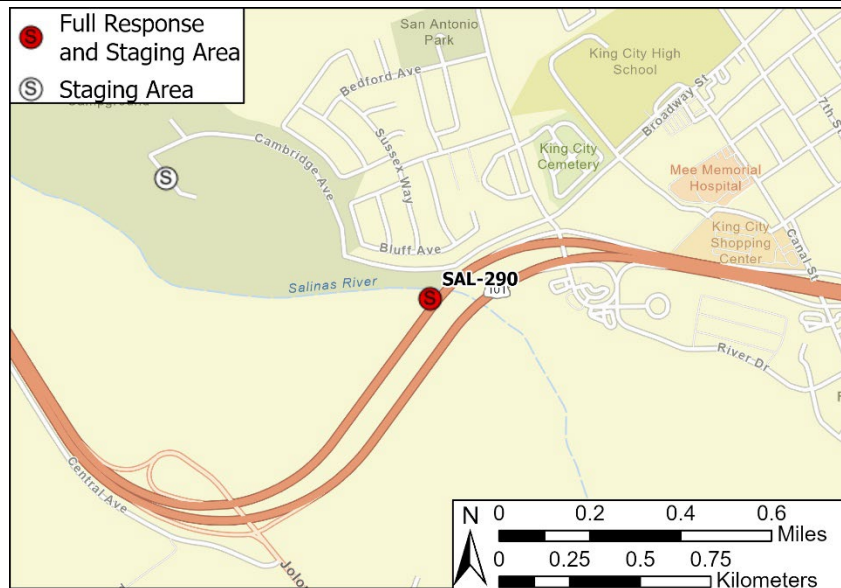 S
Full Response
and Staging Area
S
Staging Area
San Antonio
Park
King City High
School
Bedford Ave
Broadway St
7th St
Cambridge Ave
Sussex Way
King City
Cemetery
Mee Memorial
Hospital
S
King City
Shopping
Center
Canal St
Bluff Ave
Salinas River
SAL-290
S
101
River Dr
Central Ave
N
0
0.2
0.4
0.6
Miles
0
0.25
0.5
0.75
Kilometers